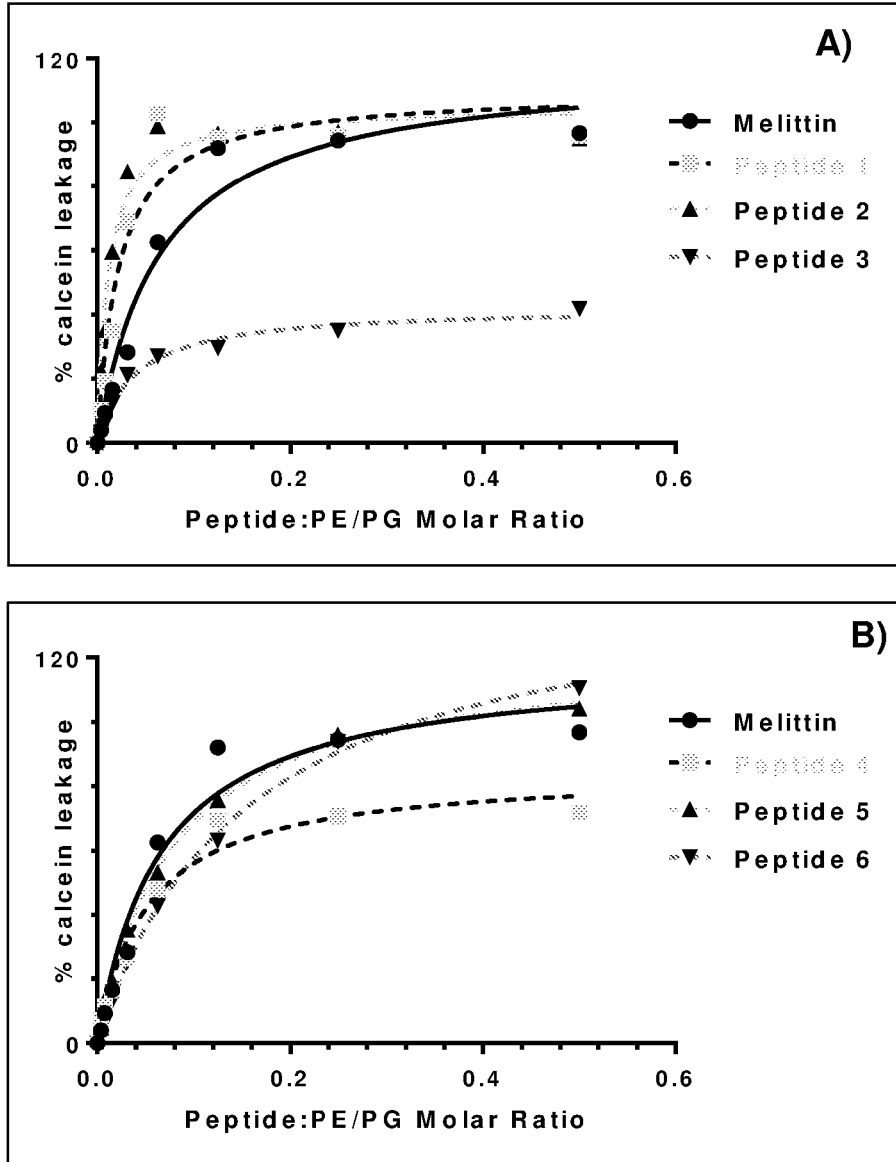 A)
120
% calcein leakage
0
0.0 0.2 0.4 0.6
Peptide:PE/PG Molar Ratio
Melittin
Peptide 1
Peptide 2
Peptide 3
B)
120
% calcein leakage
0
0.0 0.2 0.4 0.6
Peptide:PE/PG Molar Ratio
Melittin
Peptide 4
Peptide 5
Peptide 6